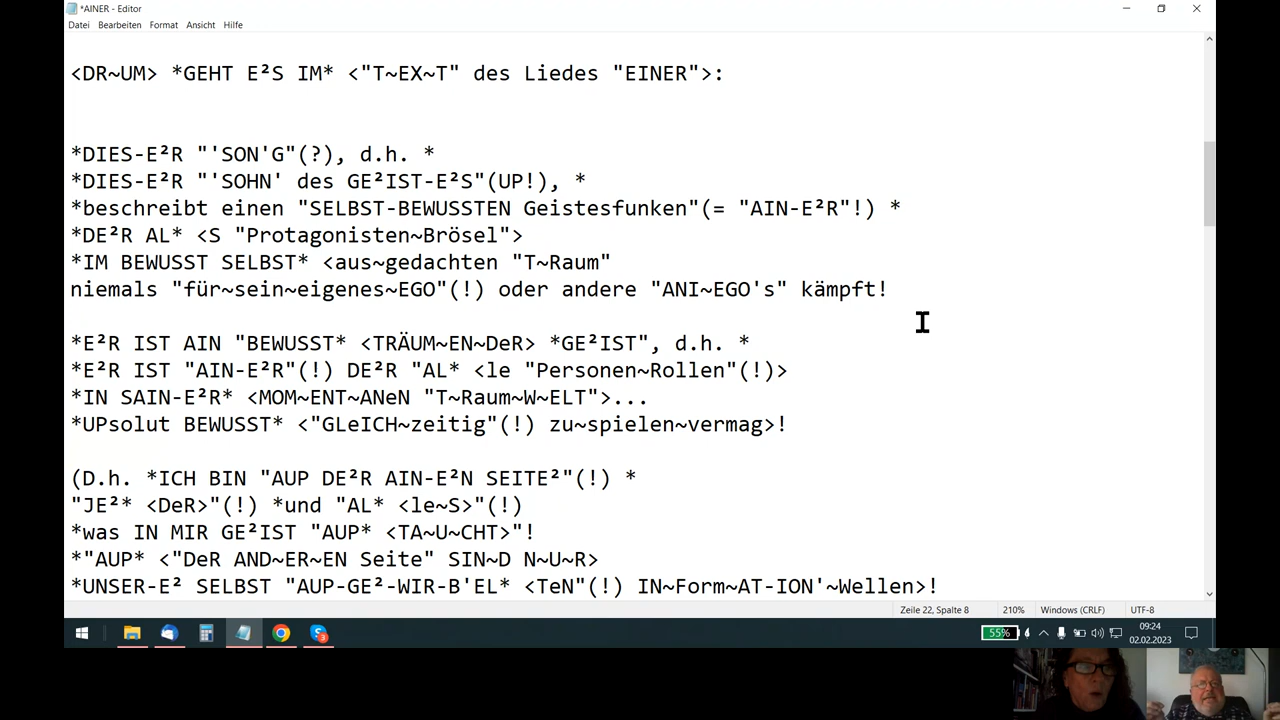 *AINER - Editor
Datei Bearbeiten Format Ansicht Hilfe
<DR~UM> *GEHT E²S IM* <"T~EX~T" des Liedes "EINER">:
*DIES-E²R "'SON'G"(?), d.h. *
*DIES-E²R "'SOHN' des GE²IST-E²S"(UP!), *
*beschreibt einen "SELBST-BEWUSSTEN Geistesfunken"(= "AIN-E²R"!) *
*DE²R AL* <S "Protagonisten~Brösel">
*IM BEWUSST SELBST* <aus~gedachten "T~Raum"
niemals "für~sein~eigenes~EGO"(!) oder andere "ANI~EGO's" kämpft!
*E²R IST AIN "BEWUSST* <TRÄUM~EN~DeR> *GE²IST", d.h. *
*E²R IST "AIN-E²R"(!) DE²R "AL* <le "Personen~Rollen"(!)>
*IN SAIN-E²R* <MOM~ENT~ANeN "T~Raum~W~ELT">...
*UPsolut BEWUSST* <"GLeICH~zeitig"(!) zu~spielen~vermag>!
(D.h. *ICH BIN "AUP DE²R AIN-E²N SEITE²"(!) *
"JE²* <DeR>"(!) *und "AL* <le~S>"(!)
*was IN MIR GE²IST "AUP* <TA~U~CHT>"!
*"AUP* <"DeR AND~ER~EN Seite" SIN~D N~U~R>
*UNSER-E² SELBST "AUP-GE²-WIR-B'EL* <TeN"(!) IN~Form~AT-ION'~Wellen>!
Zeile 22, Spalte 8 210% Windows (CRLF) UTF-8
55% 09:24
02.02.2023